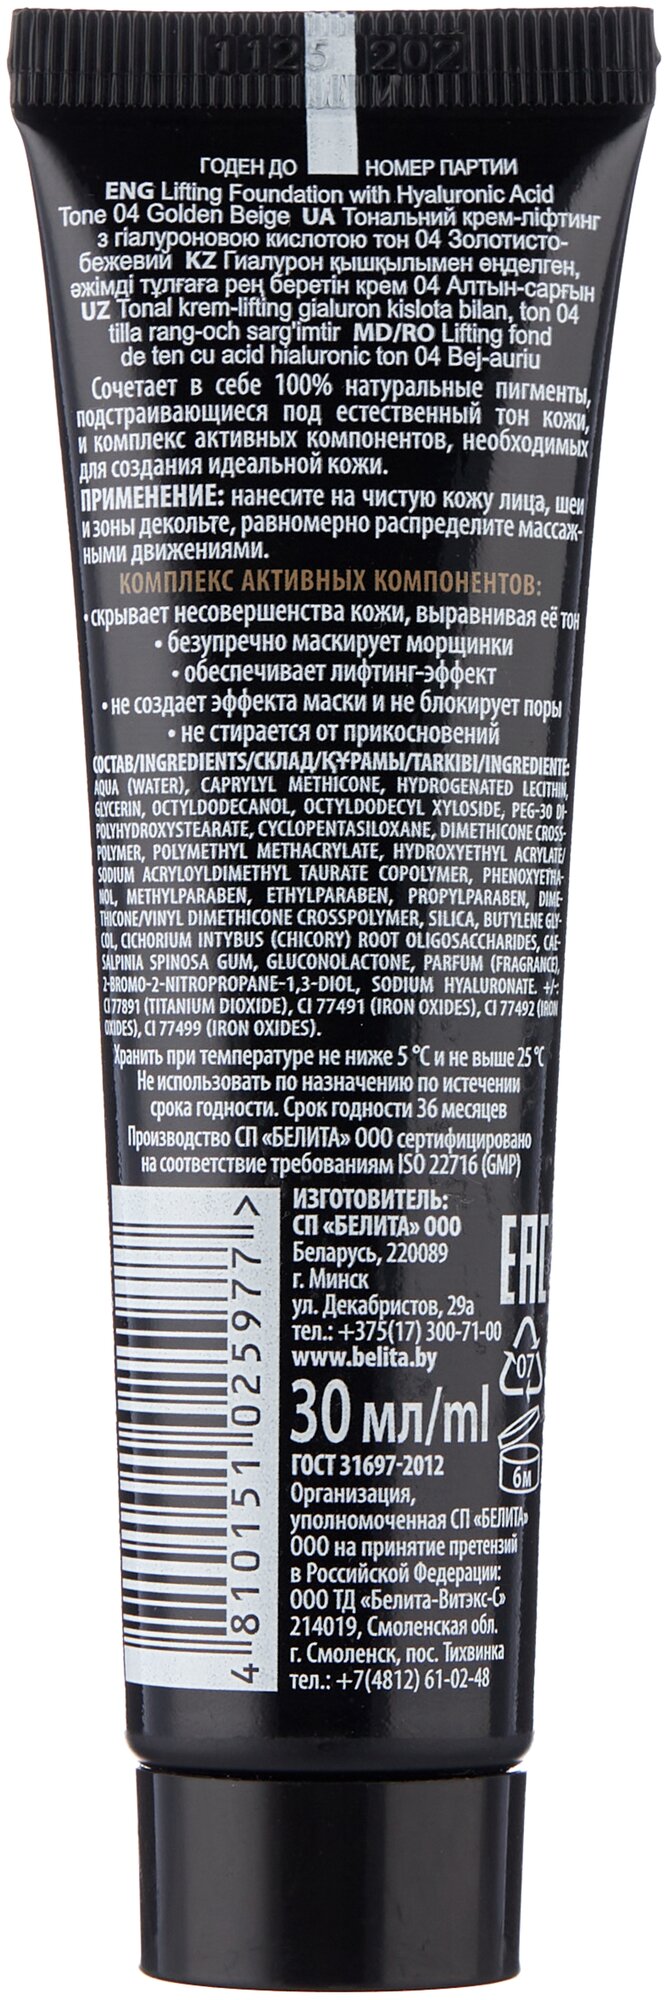 1125 202
ГОДЕН ДО НОМЕР ПАРТИИ
ENG Lifting Foundation with Hyaluronic Acid
Tone 04 Golden Beige UA Тональний крем-ліфтинг
з гіалуроновою кислотою тон 04 Золотисто-
бежевий KZ Гиалурон қышқылымен өңделген,
әжімді тұлғаға рең беретін крем 04 Алтын-сарғын
UZ Tonal krem-lifting gialuron kislota bilan, ton 04
tilla rang-och sarg'imtir MD/RO Lifting fond
de ten cu acid hialuronic ton 04 Bej-auriu
Сочетает в себе 100% натуральные пигменты,
подстраивающиеся под естественный тон кожи,
и комплекс активных компонентов, необходимых
для создания идеальной кожи.
ПРИМЕНЕНИЕ: нанесите на чистую кожу лица, шеи
и зоны декольте, равномерно распределите массаж-
ными движениями.
КОМПЛЕКС АКТИВНЫХ КОМПОНЕНТОВ:
• скрывает несовершенства кожи, выравнивая её тон
• безупречно маскирует морщинки
• обеспечивает лифтинг-эффект
• не создает эффекта маски и не блокирует поры
• не стирается от прикосновений
СОСТАВ/INGREDIENTS/СКЛАД/ҚҰРАМЫ/TARKIBI/INGREDIENTE:
AQUA (WATER), CAPRYLYL METHICONE, HYDROGENATED LECITHIN,
GLYCERIN, OCTYLDODECANOL, OCTYLDODECYL XYLOSIDE, PEG-30 DI-
POLYHYDROXYSTEARATE, CYCLOPENTASILOXANE, DIMETHICONE CROSS-
POLYMER, POLYMETHYL METHACRYLATE, HYDROXYETHYL ACRYLATE/
SODIUM ACRYLOYLDIMETHYL TAURATE COPOLYMER, PHENOXYETHA-
NOL, METHYLPARABEN, ETHYLPARABEN, PROPYLPARABEN, DIME-
THICONE/VINYL DIMETHICONE CROSSPOLYMER, SILICA, BUTYLENE GLY-
COL, CICHORIUM INTYBUS (CHICORY) ROOT OLIGOSACCHARIDES, CAE-
SALPINIA SPINOSA GUM, GLUCONOLACTONE, PARFUM (FRAGRANCE),
2-BROMO-2-NITROPROPANE-1,3-DIOL, SODIUM HYALURONATE. +/-:
CI 77891 (TITANIUM DIOXIDE), CI 77491 (IRON OXIDES), CI 77492 (IRON
OXIDES), CI 77499 (IRON OXIDES).
Хранить при температуре не ниже 5 °C и не выше 25 °C
Не использовать по назначению по истечении
срока годности. Срок годности 36 месяцев
Производство СП «БЕЛИТА» ООО сертифицировано
на соответствие требованиям ISO 22716 (GMP)
ИЗГОТОВИТЕЛЬ:
СП «БЕЛИТА» ООО
Беларусь, 220089
г. Минск
ул. Декабристов, 29а
тел.: +375(17) 300-71-00
www.belita.by
30 мл/ml
ГОСТ 31697-2012
Организация,
уполномоченная СП «БЕЛИТА»
ООО на принятие претензий
в Российской Федерации:
ООО ТД «Белита-Витэкс-С»
214019, Смоленская обл.
г. Смоленск, пос. Тихвинка
тел.: +7(4812) 61-02-48
4810151025977>
EAC
07
6м